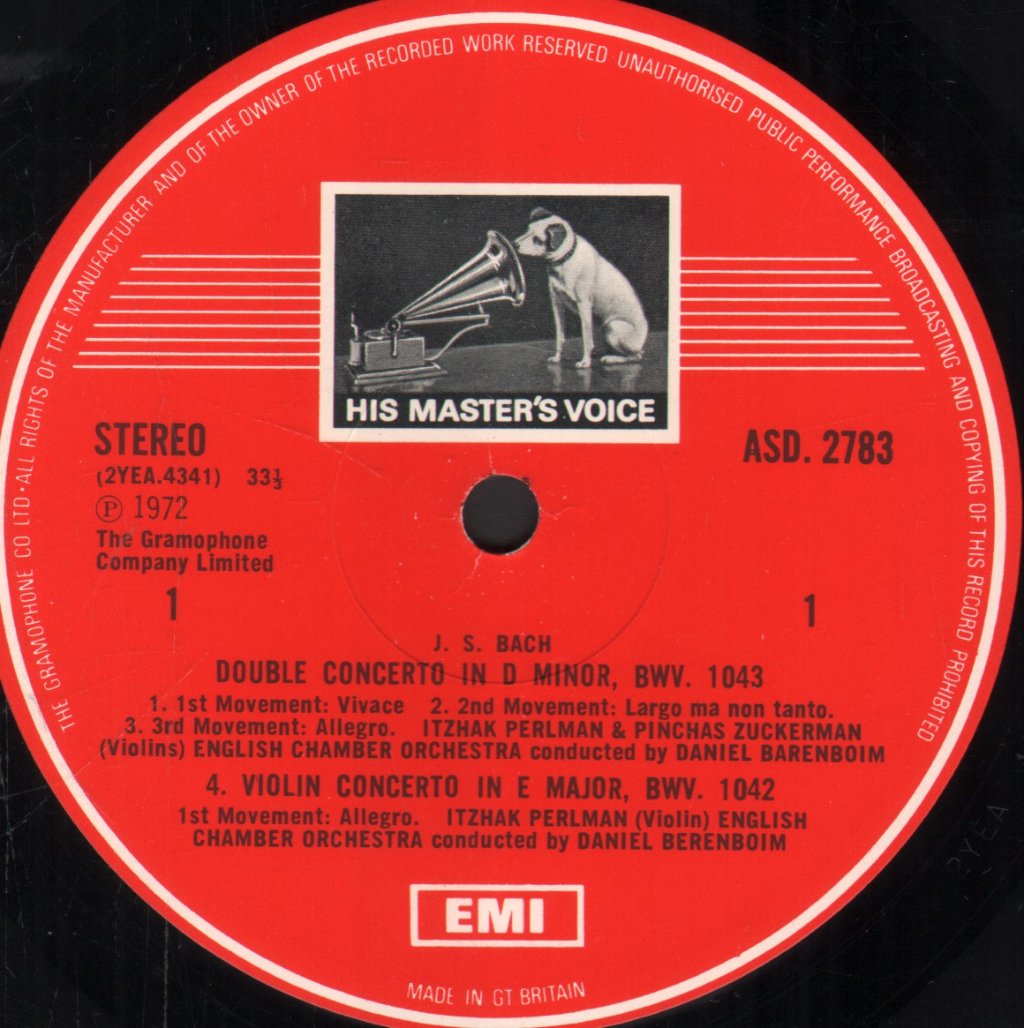 THE GRAMOPHONE CO LTD · ALL RIGHTS OF THE MANUFACTURER AND OF THE OWNER OF THE RECORDED WORK RESERVED UNAUTHORISED PUBLIC PERFORMANCE BROADCASTING AND COPYING OF THIS RECORD PROHIBITED
HIS MASTER'S VOICE
STEREO
ASD. 2783
(2YEA.4341) 33⅓
℗ 1972
The Gramophone
Company Limited
1
1
J. S. BACH
DOUBLE CONCERTO IN D MINOR, BWV. 1043
1. 1st Movement: Vivace 2. 2nd Movement: Largo ma non tanto.
3. 3rd Movement: Allegro. ITZHAK PERLMAN & PINCHAS ZUCKERMAN
(Violins) ENGLISH CHAMBER ORCHESTRA conducted by DANIEL BARENBOIM
4. VIOLIN CONCERTO IN E MAJOR, BWV. 1042
1st Movement: Allegro. ITZHAK PERLMAN (Violin) ENGLISH
CHAMBER ORCHESTRA conducted by DANIEL BERENBOIM
EMI
MADE IN GT BRITAIN
2YEA